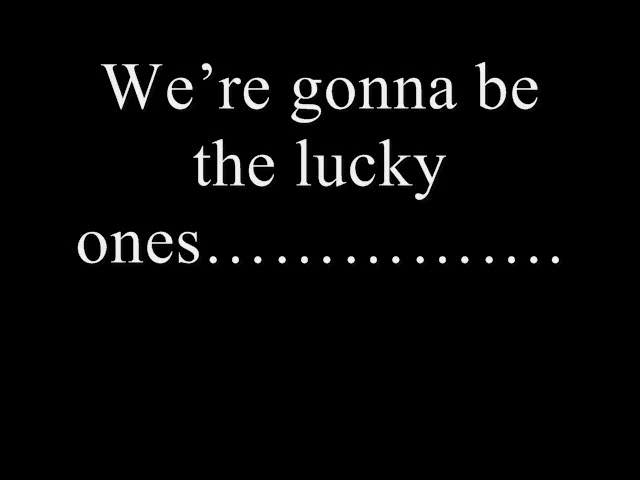 We’re gonna be
the lucky
ones................